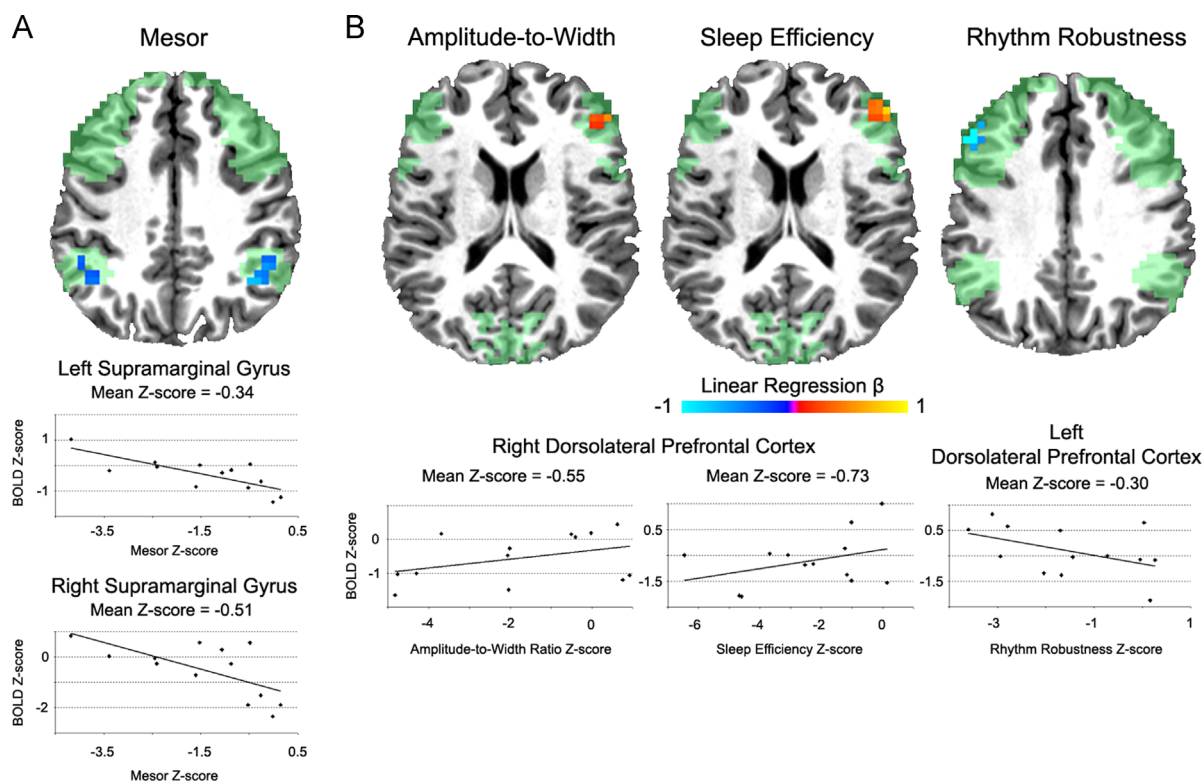 A
Mesor
Left Supramarginal Gyrus
Mean Z-score = -0.34
BOLD Z-score
1
-1
-3.5 -1.5 0.5
Mesor Z-score
Right Supramarginal Gyrus
Mean Z-score = -0.51
BOLD Z-score
0
-2
-3.5 -1.5 0.5
Mesor Z-score
B
Amplitude-to-Width Sleep Efficiency Rhythm Robustness
Linear Regression β
-1 1
Right Dorsolateral Prefrontal Cortex
Mean Z-score = -0.55
BOLD Z-score
0
-1
-4 -2 0
Amplitude-to-Width Ratio Z-score
Mean Z-score = -0.73
0.5
-1.5
-6 -4 -2 0
Sleep Efficiency Z-score
Left
Dorsolateral Prefrontal Cortex
Mean Z-score = -0.30
0.5
-1.5
-3 -1 1
Rhythm Robustness Z-score